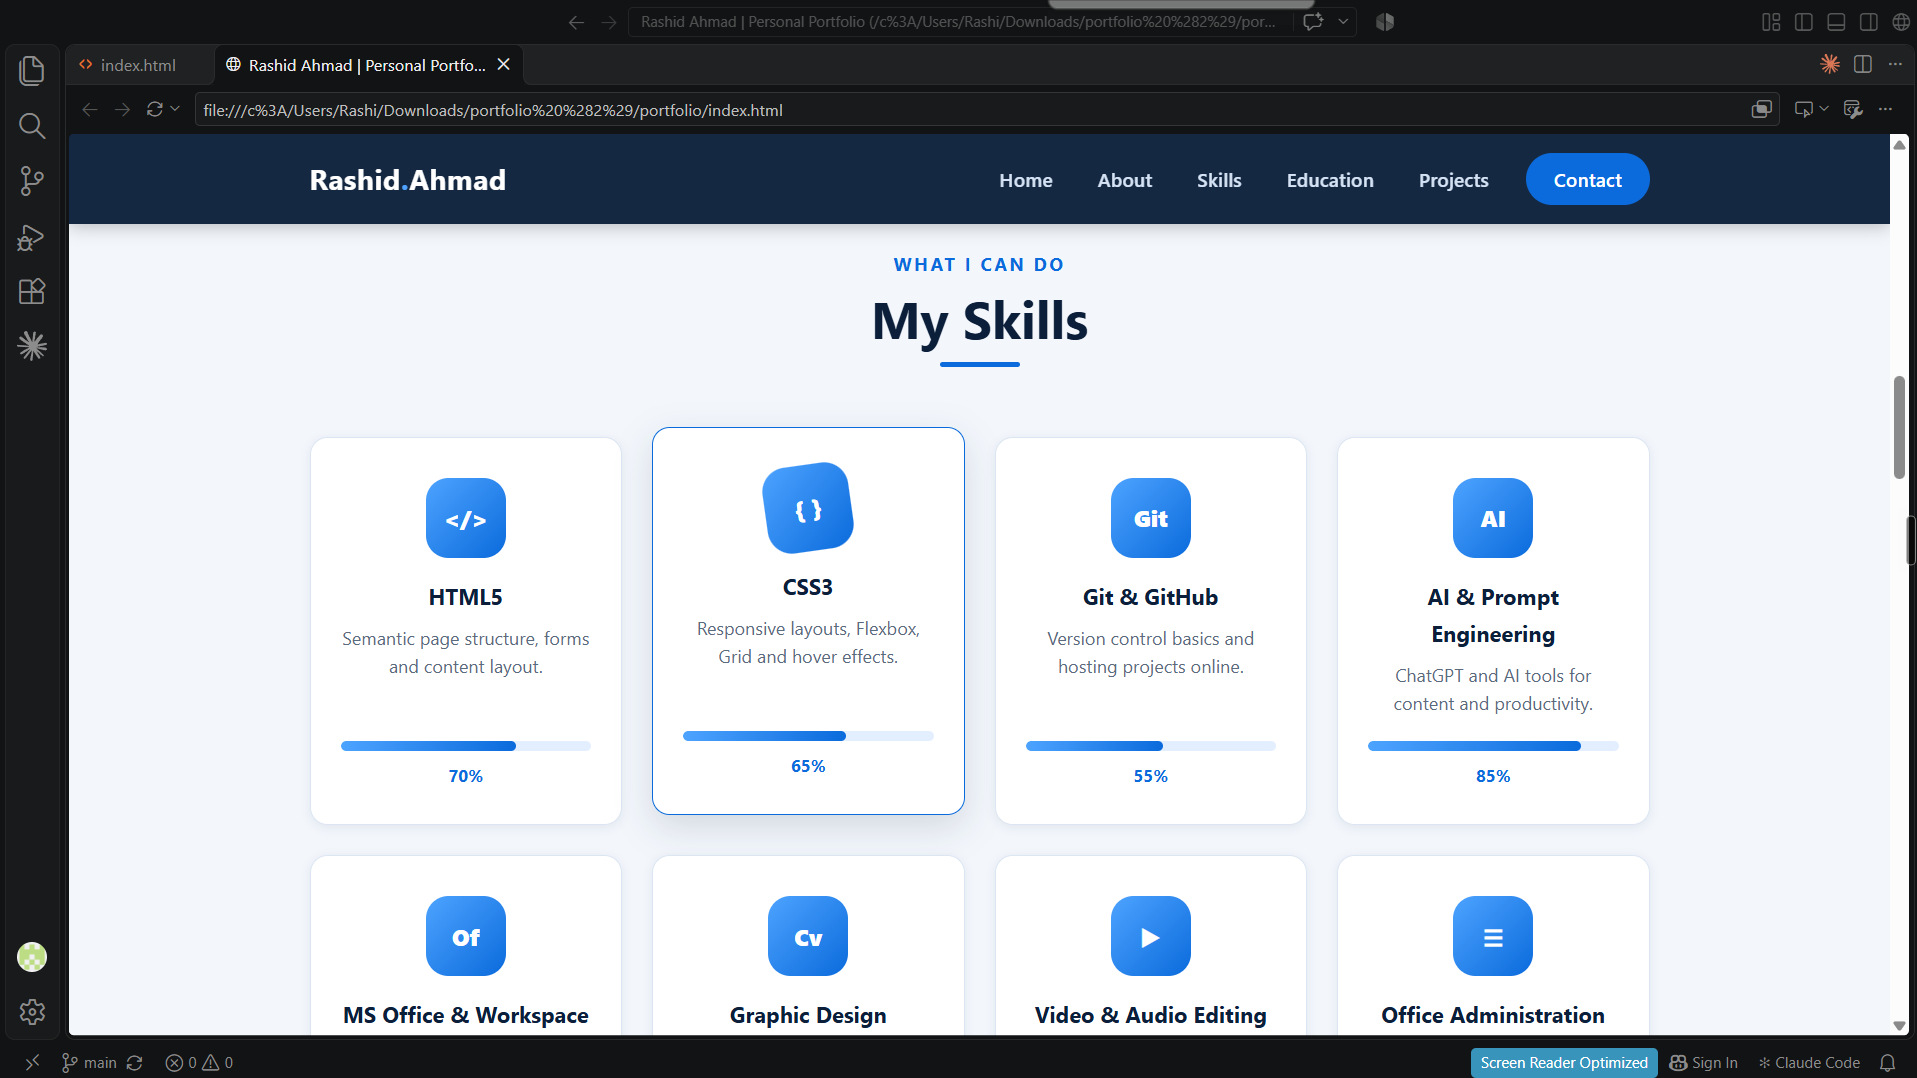 Rashid Ahmad | Personal Portfolio (/c%3A/Users/Rashi/Downloads/portfolio%20%282%29/por...
index.html
Rashid Ahmad | Personal Portfo...
file:///c%3A/Users/Rashi/Downloads/portfolio%20%282%29/portfolio/index.html
Rashid.Ahmad
Home
About
Skills
Education
Projects
Contact
WHAT I CAN DO
My Skills
</>
HTML5
Semantic page structure, forms
and content layout.
70%
{ }
CSS3
Responsive layouts, Flexbox,
Grid and hover effects.
65%
Git
Git & GitHub
Version control basics and
hosting projects online.
55%
AI
AI & Prompt
Engineering
ChatGPT and AI tools for
content and productivity.
85%
Of
MS Office & Workspace
Cv
Graphic Design
Video & Audio Editing
Office Administration
main
0
0
Screen Reader Optimized
Sign In
Claude Code